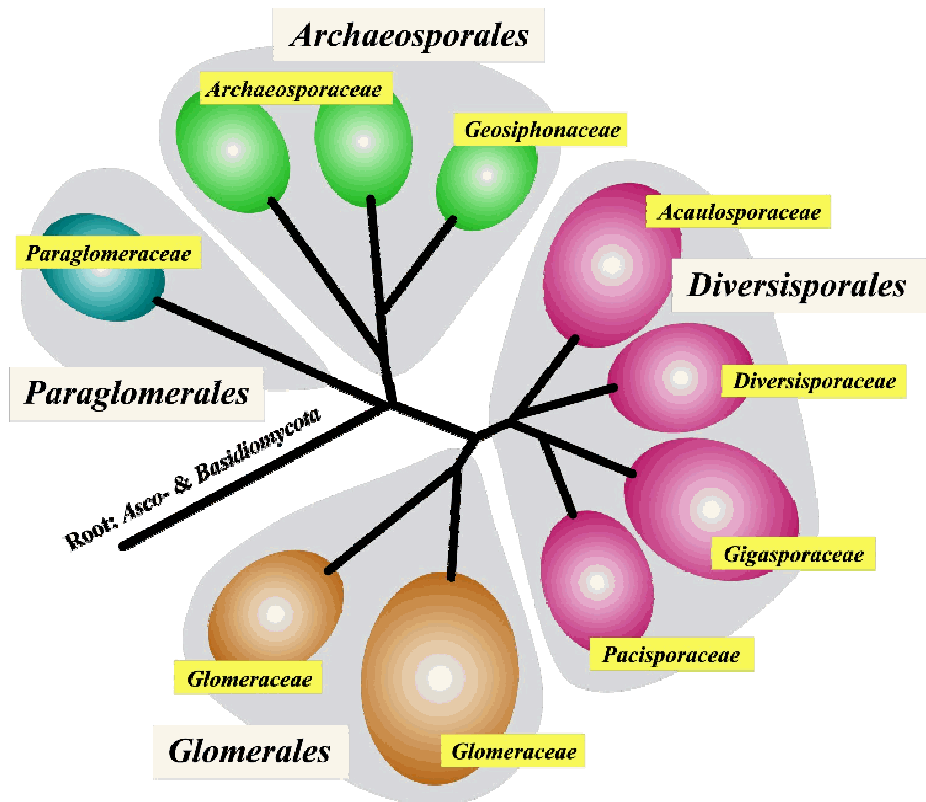 Archaeosporales
Archaeosporaceae
Geosiphonaceae
Acaulosporaceae
Paraglomeraceae
Diversisporales
Diversisporaceae
Paraglomerales
Root: Asco- & Basidiomycota
Gigasporaceae
Pacisporaceae
Glomeraceae
Glomerales
Glomeraceae